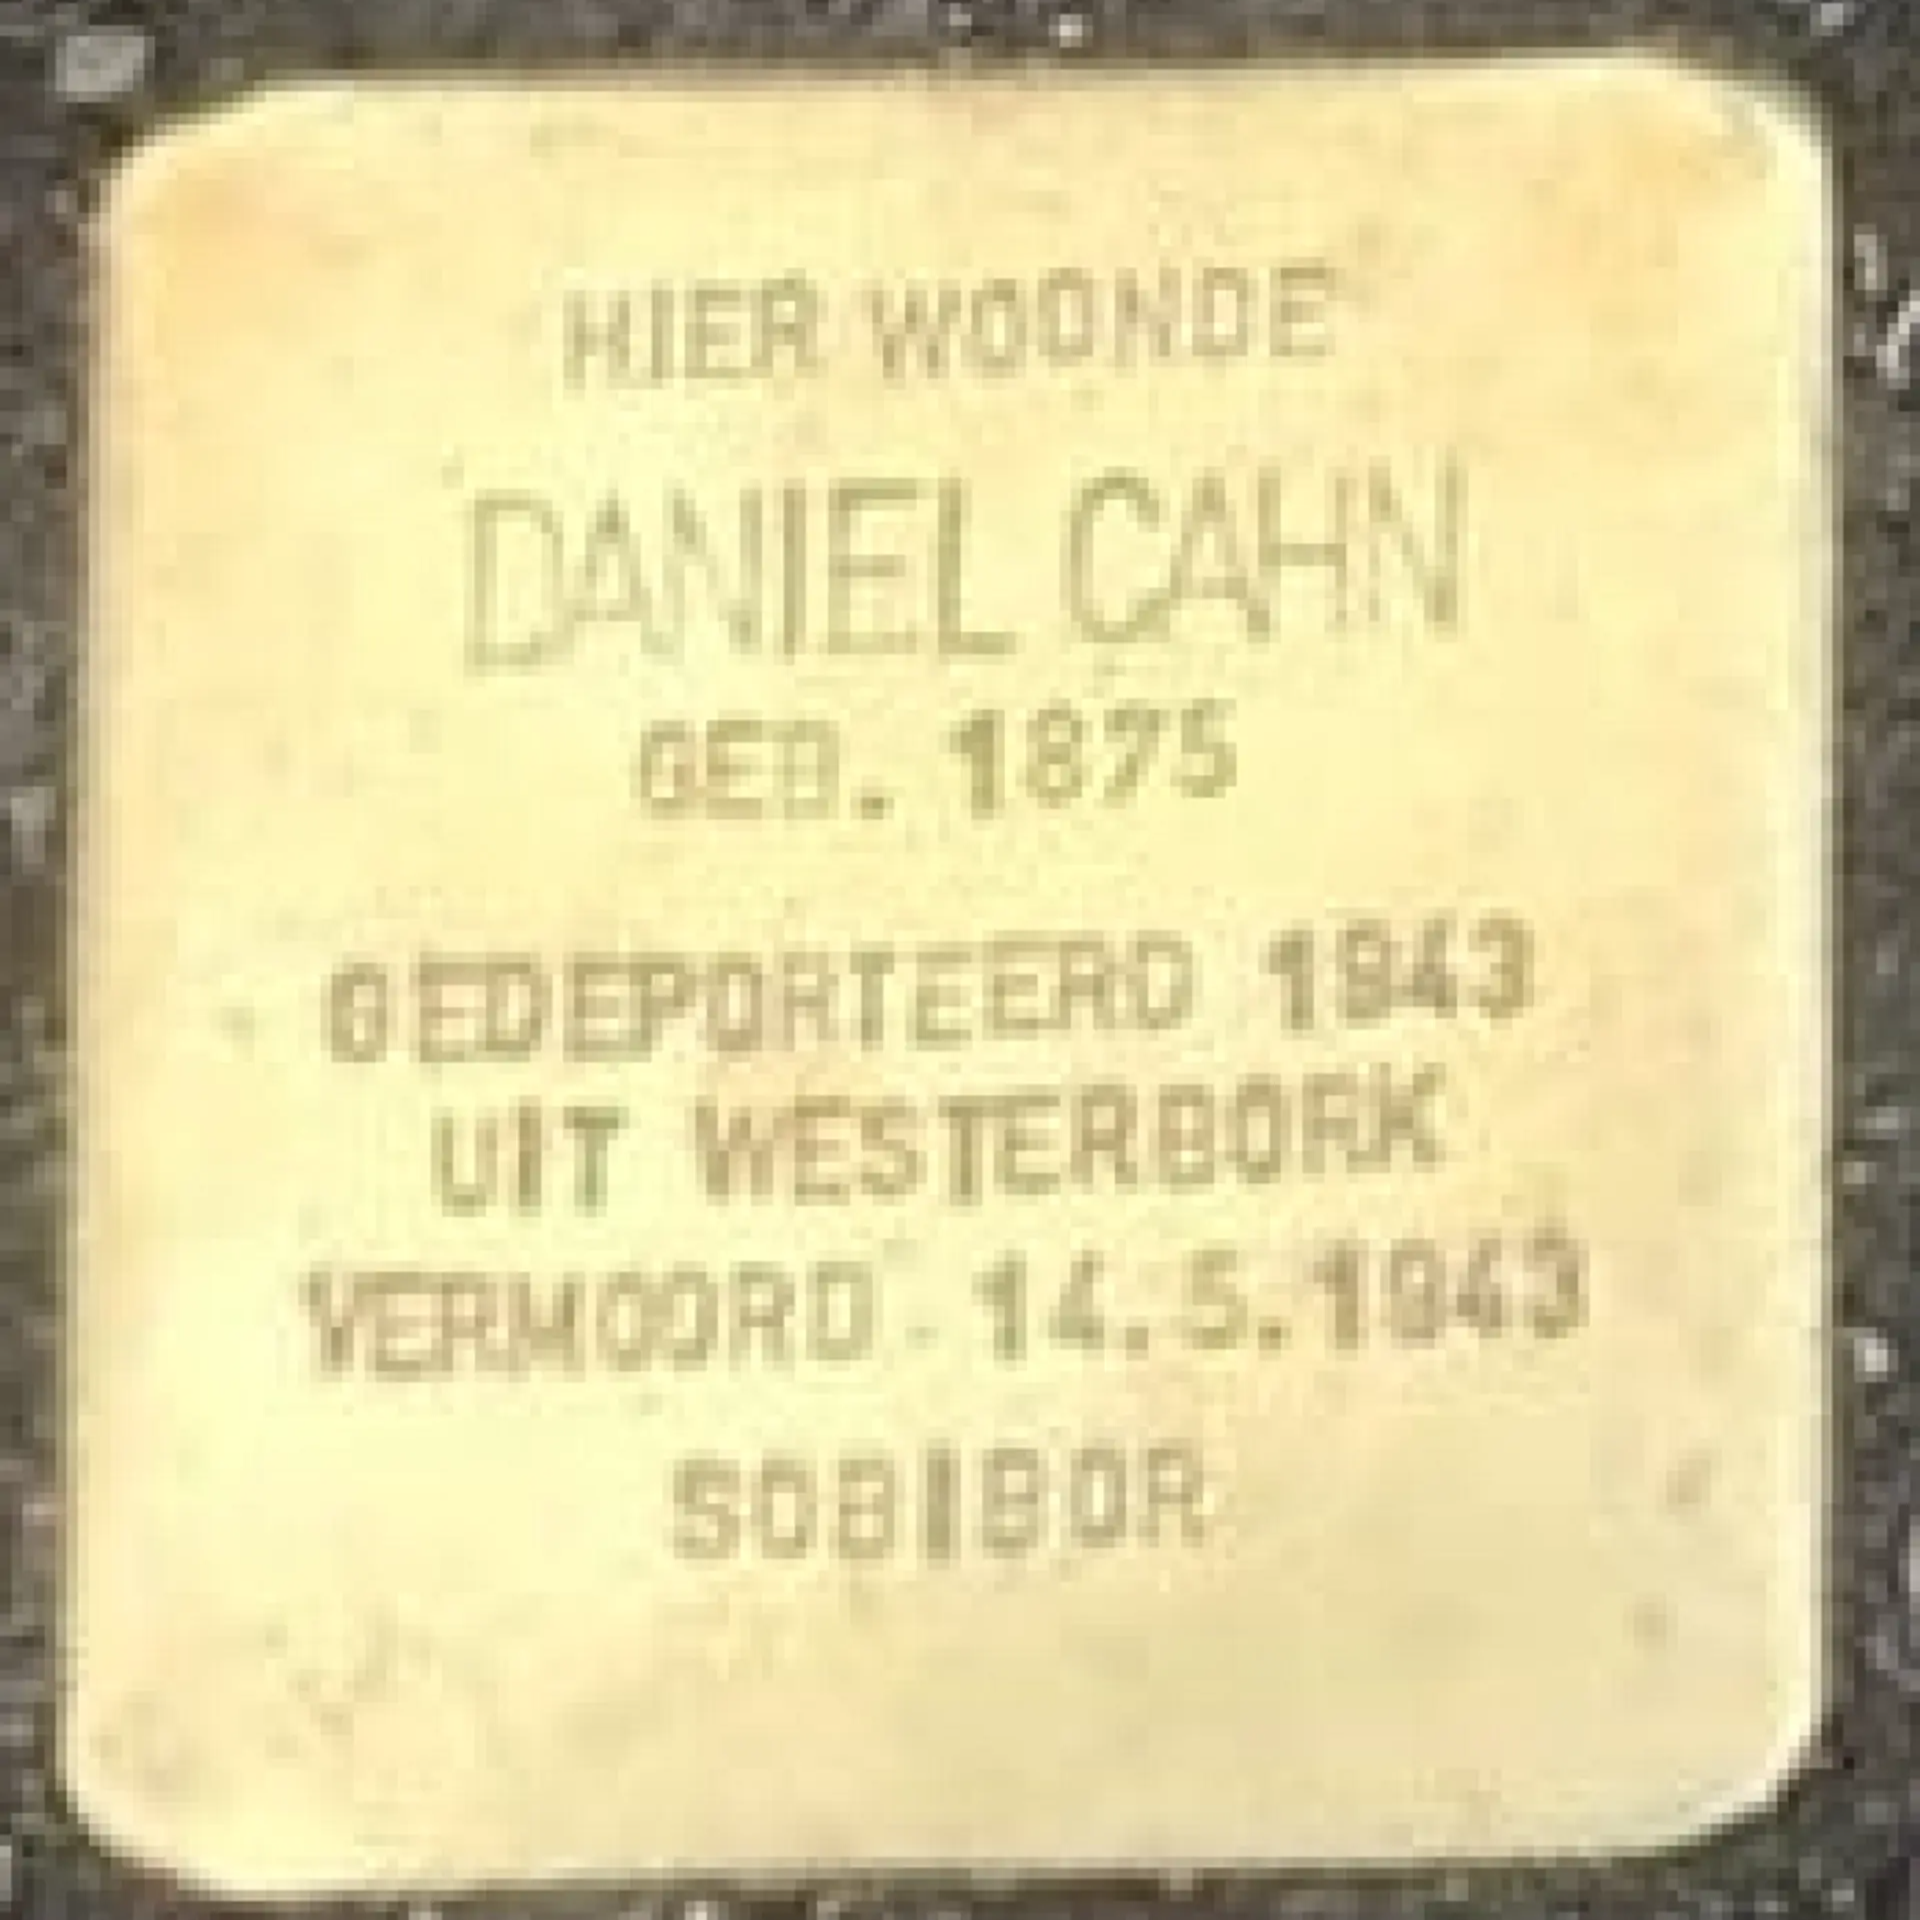 HIER WOONDE
DANIEL CAHN
GEB. 1875
GEDEPORTEERD 1943
UIT WESTERBORK
VERMOORD 14.5.1943
SOBIBOR